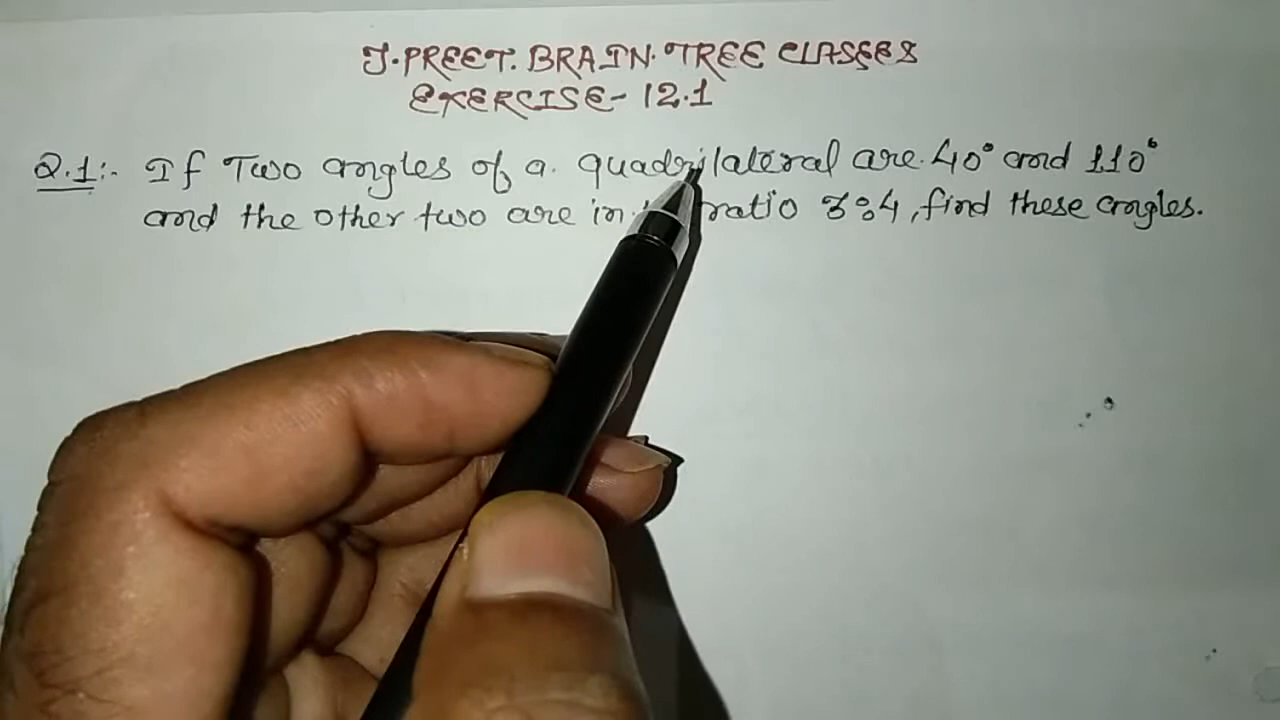 J.PREET. BRAIN.TREE CLASSES
EXERCISE- 12.1
Q.1:- If Two angles of a. quadrilateral are. 40° and 110°
and the other two are in ratio 3:4, find these angles.